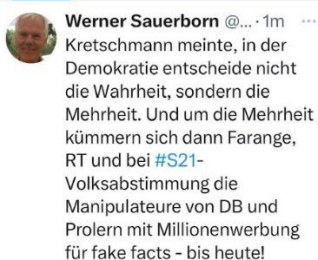 Werner Sauerborn @... · 1m ...
Kretschmann meinte, in der
Demokratie entscheide nicht
die Wahrheit, sondern die
Mehrheit. Und um die Mehrheit
kümmern sich dann Farange,
RT und bei #S21-
Volksabstimmung die
Manipulateure von DB und
Prolern mit Millionenwerbung
für fake facts - bis heute!